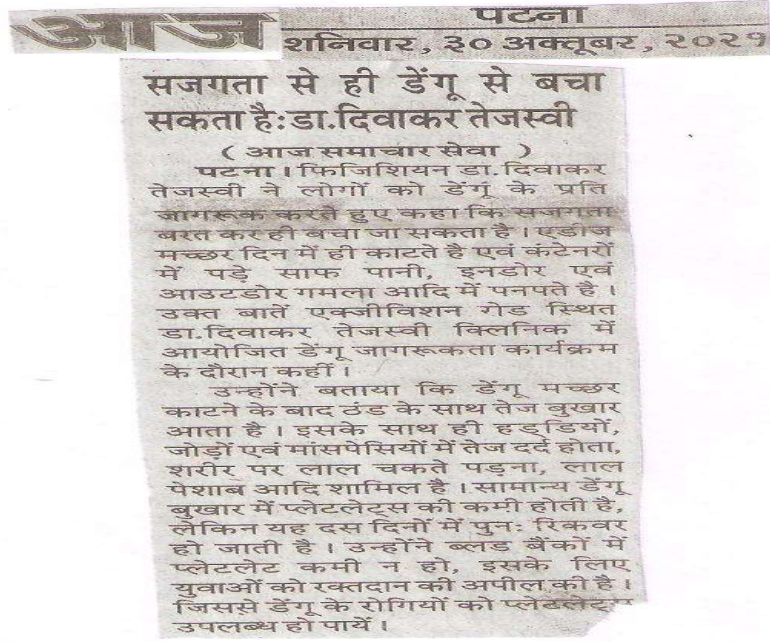 आज
पटना
शनिवार, ३० अक्तूबर, २०२१
सजगता से ही डेंगू से बचा
सकता है:डा.दिवाकर तेजस्वी
( आज समाचार सेवा )
पटना। फिजिशियन डा.दिवाकर
तेजस्वी ने लोगों को डेंगूं के प्रति
जागरूक करते हुए कहा कि सजगता
बरत कर ही बचा जा सकता है। एडीज
मच्छर दिन में ही काटते है एवं कंटेनरों
में पड़े साफ पानी, इनडोर एवं
आउटडोर गमला आदि में पनपते है।
उक्त बातें एक्जीविशन रोड स्थित
डा.दिवाकर तेजस्वी क्लिनिक में
आयोजित डेंगू जागरूकता कार्यक्रम
के दौरान कहीं।
उन्होंने बताया कि डेंगू मच्छर
काटने के बाद ठंड के साथ तेज बुखार
आता है। इसके साथ ही हड्डियों,
जोड़ों एवं मांसपेसियों में तेज दर्द होता,
शरीर पर लाल चकते पड़ना, लाल
पेशाब आदि शामिल है। सामान्य डेंगू
बुखार में प्लेटलेट्स की कमी होती है,
लेकिन यह दस दिनों में पुनः रिकवर
हो जाती है। उन्होंने ब्लड बैंकों में
प्लेटलेट कमी न हो, इसके लिए
युवाओं को रक्तदान की अपील की है।
जिससे डेंगू के रोगियों को प्लेटलेट्स
उपलब्ध हो पायें।